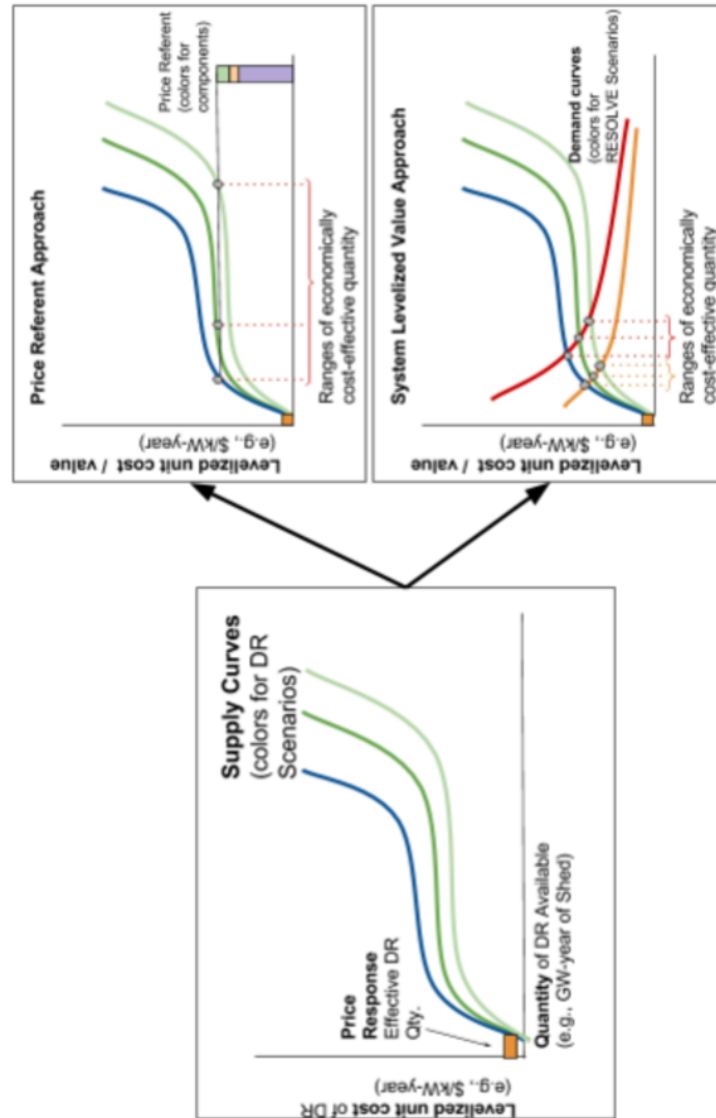 Supply Curves
(colors for DR
Scenarios)
Price
Response
Effective DR
Qty.
Levelized unit cost of DR
(e.g., $/kW-year)
Quantity of DR Available
(e.g., GW-year of Shed)
Price Referent Approach
Levelized unit cost / value
(e.g., $/kW-year)
Price Referent
(colors for
components)
Ranges of economically
cost-effective quantity
System Levelized Value Approach
Levelized unit cost / value
(e.g., $/kW-year)
Demand curves
(colors for
RESOLVE Scenarios)
Ranges of economically
cost-effective quantity